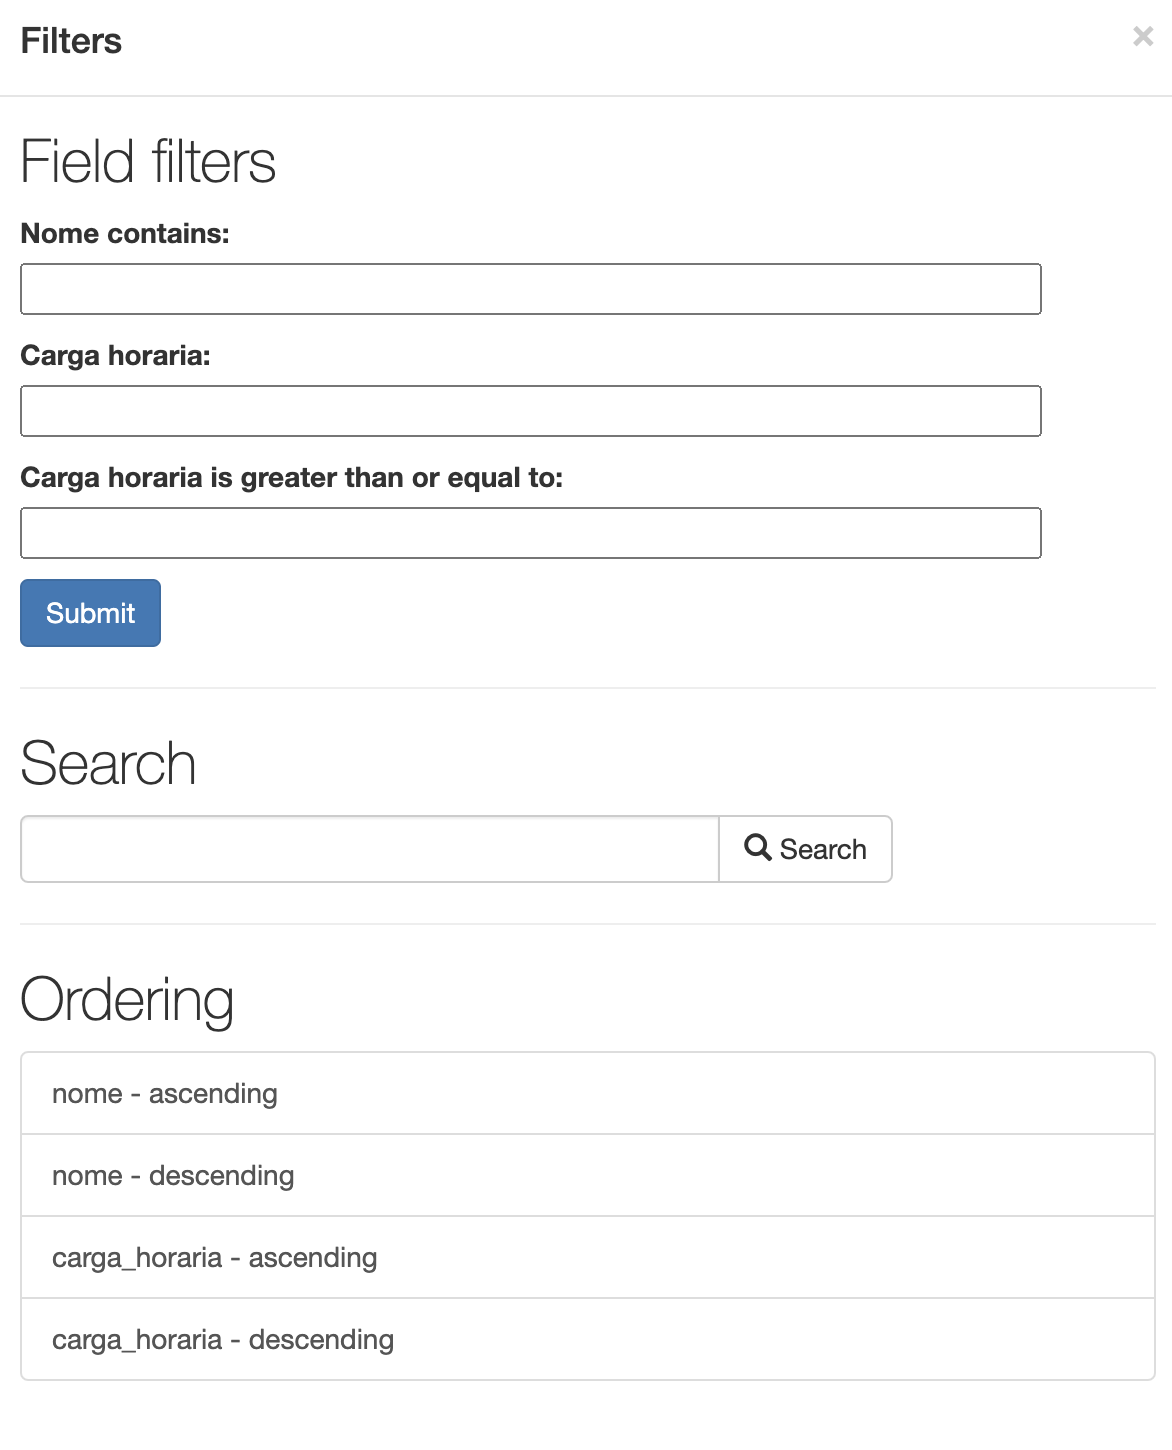 Filters
×
Field filters
Nome contains:
Carga horaria:
Carga horaria is greater than or equal to:
Submit
Search
Search
Ordering
nome - ascending
nome - descending
carga_horaria - ascending
carga_horaria - descending